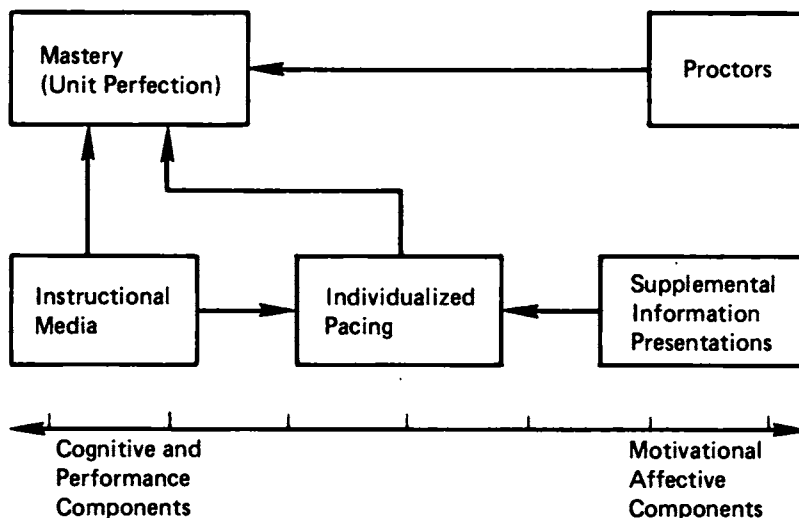 Mastery
(Unit Perfection)
Proctors
Instructional
Media
Individualized
Pacing
Supplemental
Information
Presentations
Cognitive and
Performance
Components
Motivational
Affective
Components